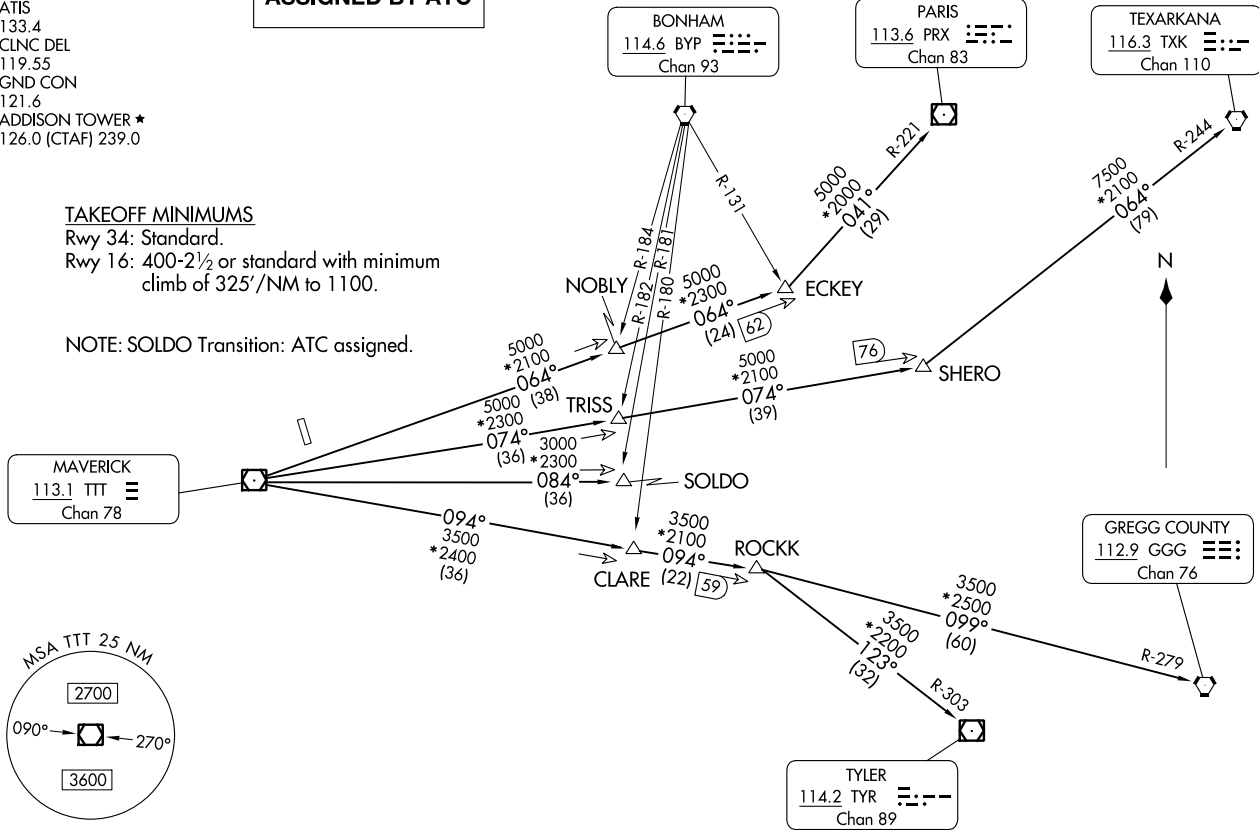 ATIS
133.4
CLNC DEL
119.55
GND CON
121.6
ADDISON TOWER ★
126.0 (CTAF) 239.0
ASSIGNED BY ATC
BONHAM
114.6 BYP
Chan 93
PARIS
113.6 PRX
Chan 83
TEXARKANA
116.3 TXK
Chan 110
TAKEOFF MINIMUMS
Rwy 34: Standard.
Rwy 16: 400-2½ or standard with minimum
climb of 325'/NM to 1100.
NOTE: SOLDO Transition: ATC assigned.
R-221
5000
*2000
041°
(29)
R-244
7500
*2100
064°
(79)
R-131
R-184
R-181
R-182
R-180
N
NOBLY
5000
*2300
064°
(24)
62
ECKEY
5000
*2100
064°
(38)
TRISS
5000
*2100
074°
(39)
76
SHERO
5000
*2300
074°
(36)
3000
*2300
084°
(36)
SOLDO
MAVERICK
113.1 TTT
Chan 78
094°
3500
*2400
(36)
CLARE
3500
*2100
094°
(22)
59
ROCKK
GREGG COUNTY
112.9 GGG
Chan 76
3500
*2500
099°
(60)
R-279
3500
*2200
123°
(32)
R-303
MSA TTT 25 NM
2700
090°
270°
3600
TYLER
114.2 TYR
Chan 89